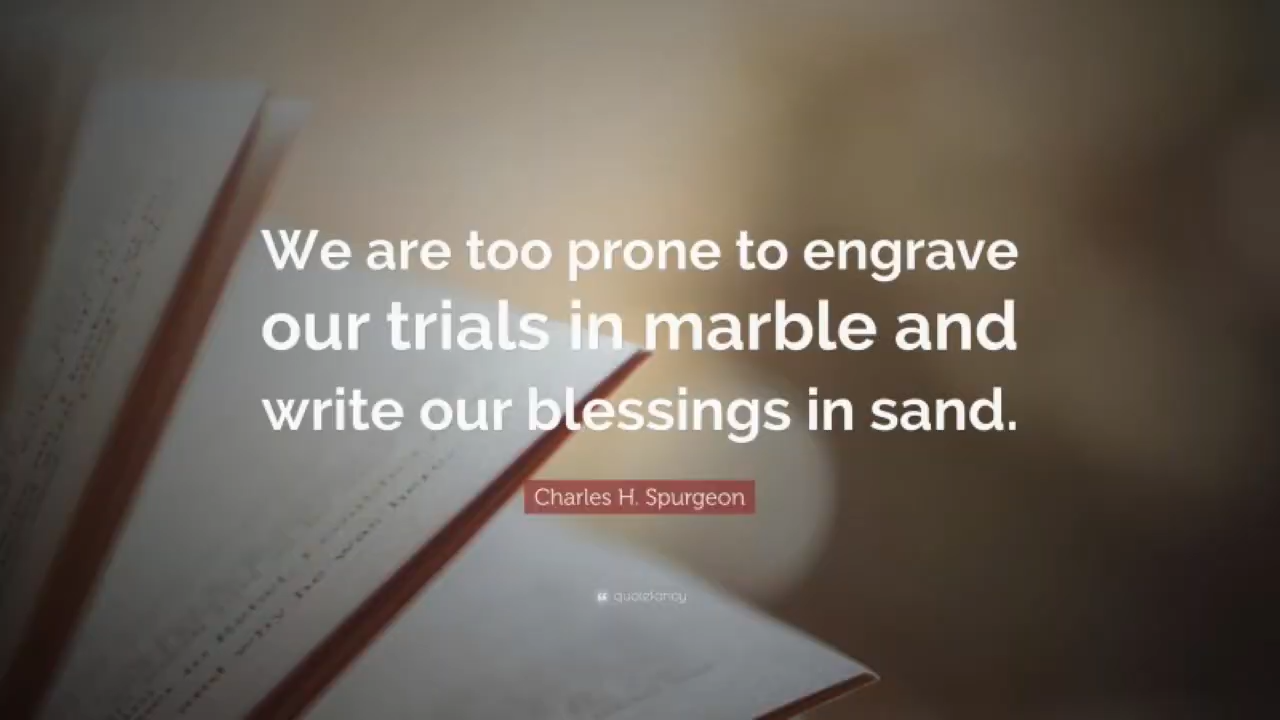 We are too prone to engrave
our trials in marble and
write our blessings in sand.
Charles H. Spurgeon
quotefancy